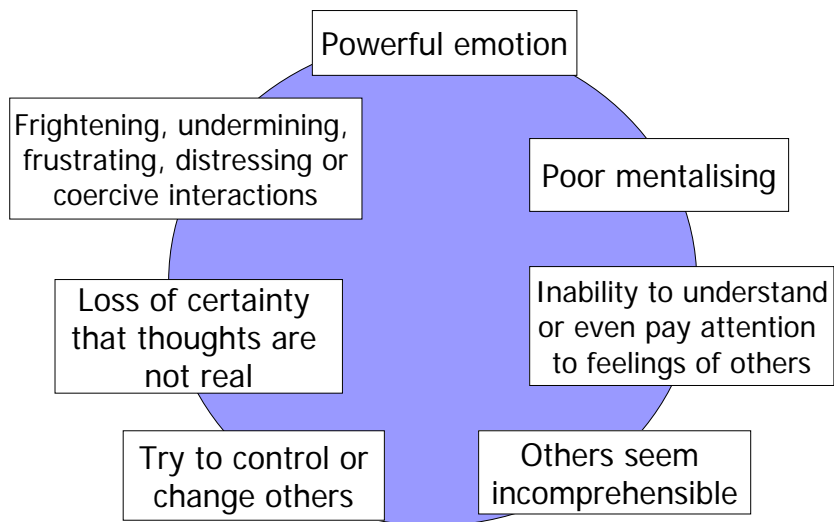 Powerful emotion
Poor mentalising
Inability to understand
or even pay attention
to feelings of others
Others seem
incomprehensible
Try to control or
change others
Loss of certainty
that thoughts are
not real
Frightening, undermining,
frustrating, distressing or
coercive interactions